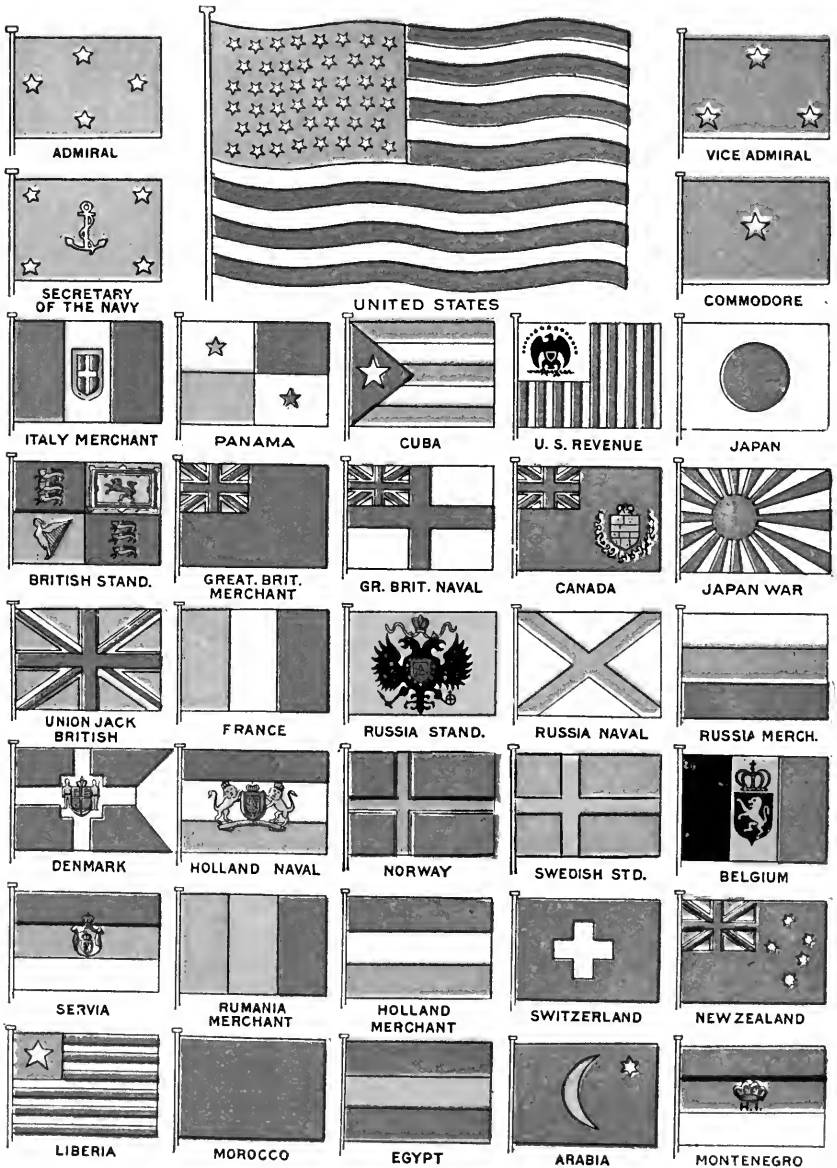 ADMIRAL
VICE ADMIRAL
SECRETARY
OF THE NAVY
UNITED STATES
COMMODORE
ITALY MERCHANT
PANAMA
CUBA
U. S. REVENUE
JAPAN
BRITISH STAND.
GREAT. BRIT.
MERCHANT
GR. BRIT. NAVAL
CANADA
JAPAN WAR
UNION JACK
BRITISH
FRANCE
RUSSIA STAND.
RUSSIA NAVAL
RUSSIA MERCH.
DENMARK
HOLLAND NAVAL
NORWAY
SWEDISH STD.
BELGIUM
SERVIA
RUMANIA
MERCHANT
HOLLAND
MERCHANT
SWITZERLAND
NEW ZEALAND
LIBERIA
MOROCCO
EGYPT
ARABIA
H.I.
MONTENEGRO